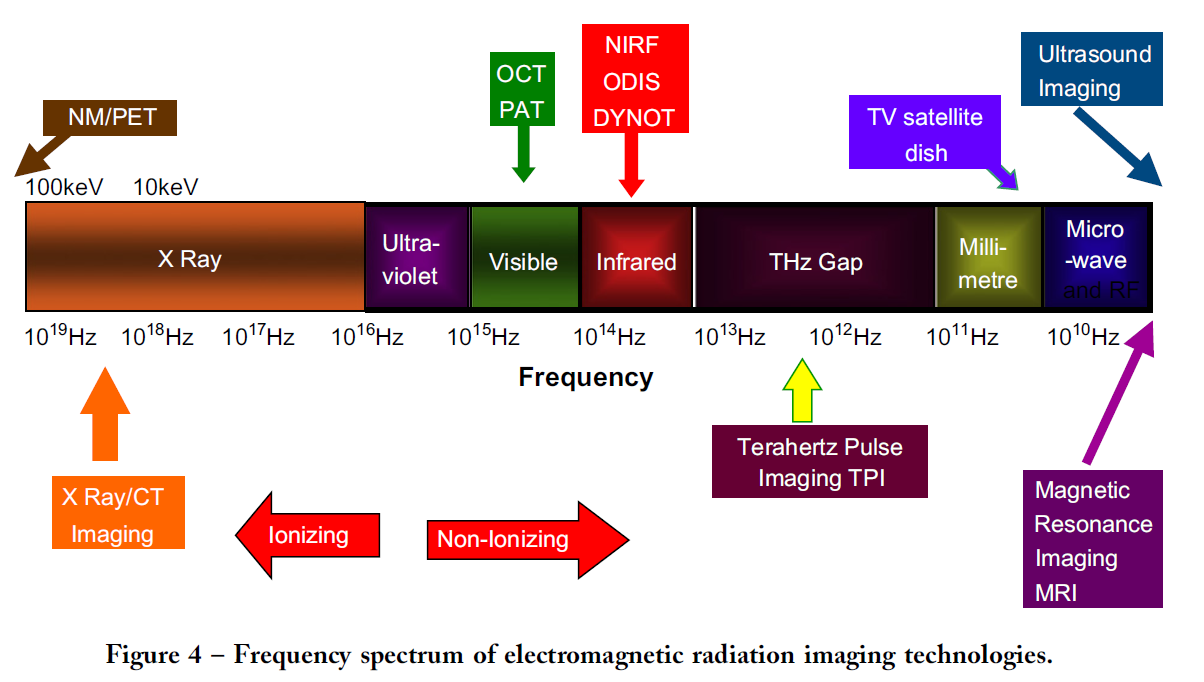 NM/PET
OCT
PAT
NIRF
ODIS
DYNOT
TV satellite
dish
Ultrasound
Imaging
100keV 10keV
X Ray
Ultra-
violet
Visible
Infrared
THz Gap
Milli-
metre
Micro
-wave
and RF
10¹⁹Hz 10¹⁸Hz 10¹⁷Hz 10¹⁶Hz 10¹⁵Hz 10¹⁴Hz 10¹³Hz 10¹²Hz 10¹¹Hz 10¹⁰Hz
Frequency
X Ray/CT
Imaging
Ionizing
Non-Ionizing
Terahertz Pulse
Imaging TPI
Magnetic
Resonance
Imaging
MRI
Figure 4 – Frequency spectrum of electromagnetic radiation imaging technologies.